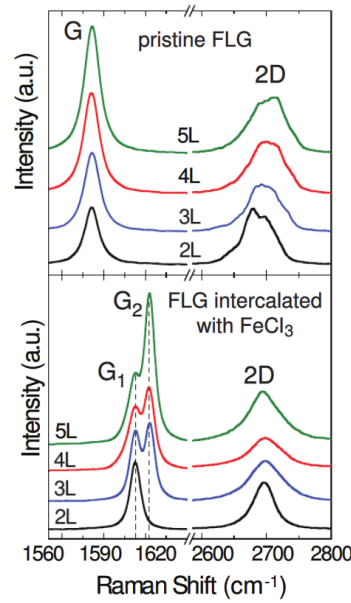 Intensity (a.u.)
G
pristine FLG
2D
5L
4L
3L
2L
Intensity (a.u.)
G2
FLG intercalated
with FeCl3
G1
2D
5L
4L
3L
2L
1560 1590 1620 2600 2700 2800
Raman Shift (cm-1)